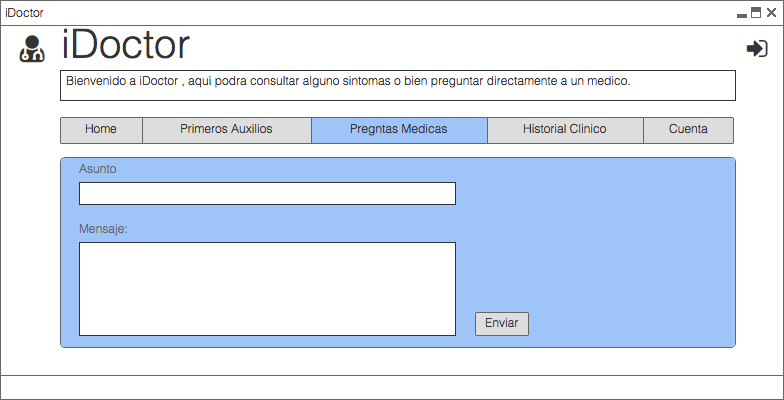 iDoctor
iDoctor
Bienvenido a iDoctor , aqui podra consultar alguno sintomas o bien preguntar directamente a un medico.
Home Primeros Auxilios Pregntas Medicas Historial Clinico Cuenta
Asunto
Mensaje:
Enviar